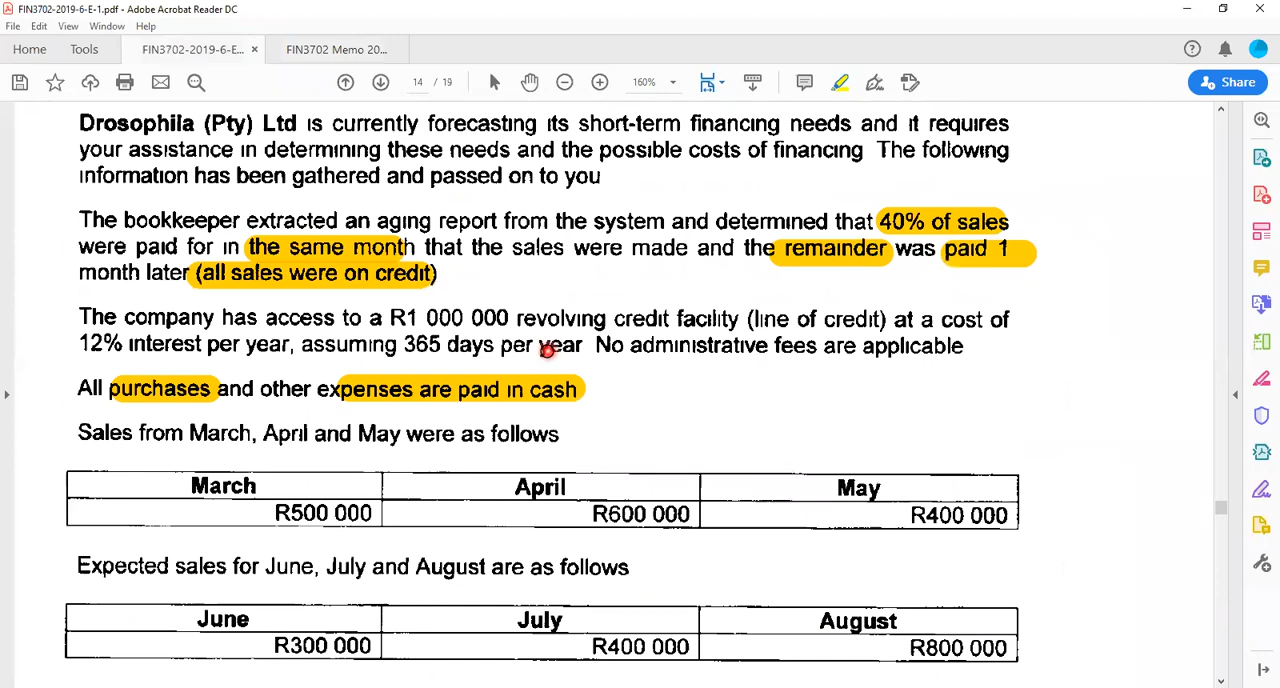 FIN3702-2019-6-E-1.pdf - Adobe Acrobat Reader DC
File Edit View Window Help
Home Tools FIN3702-2019-6-E... × FIN3702 Memo 20...
14 / 19 160% Share
Drosophila (Pty) Ltd is currently forecasting its short-term financing needs and it requires
your assistance in determining these needs and the possible costs of financing The following
information has been gathered and passed on to you
The bookkeeper extracted an aging report from the system and determined that 40% of sales
were paid for in the same month that the sales were made and the remainder was paid 1
month later (all sales were on credit)
The company has access to a R1 000 000 revolving credit facility (line of credit) at a cost of
12% interest per year, assuming 365 days per year No administrative fees are applicable
All purchases and other expenses are paid in cash
Sales from March, April and May were as follows
March April May
R500 000 R600 000 R400 000
Expected sales for June, July and August are as follows
June July August
R300 000 R400 000 R800 000